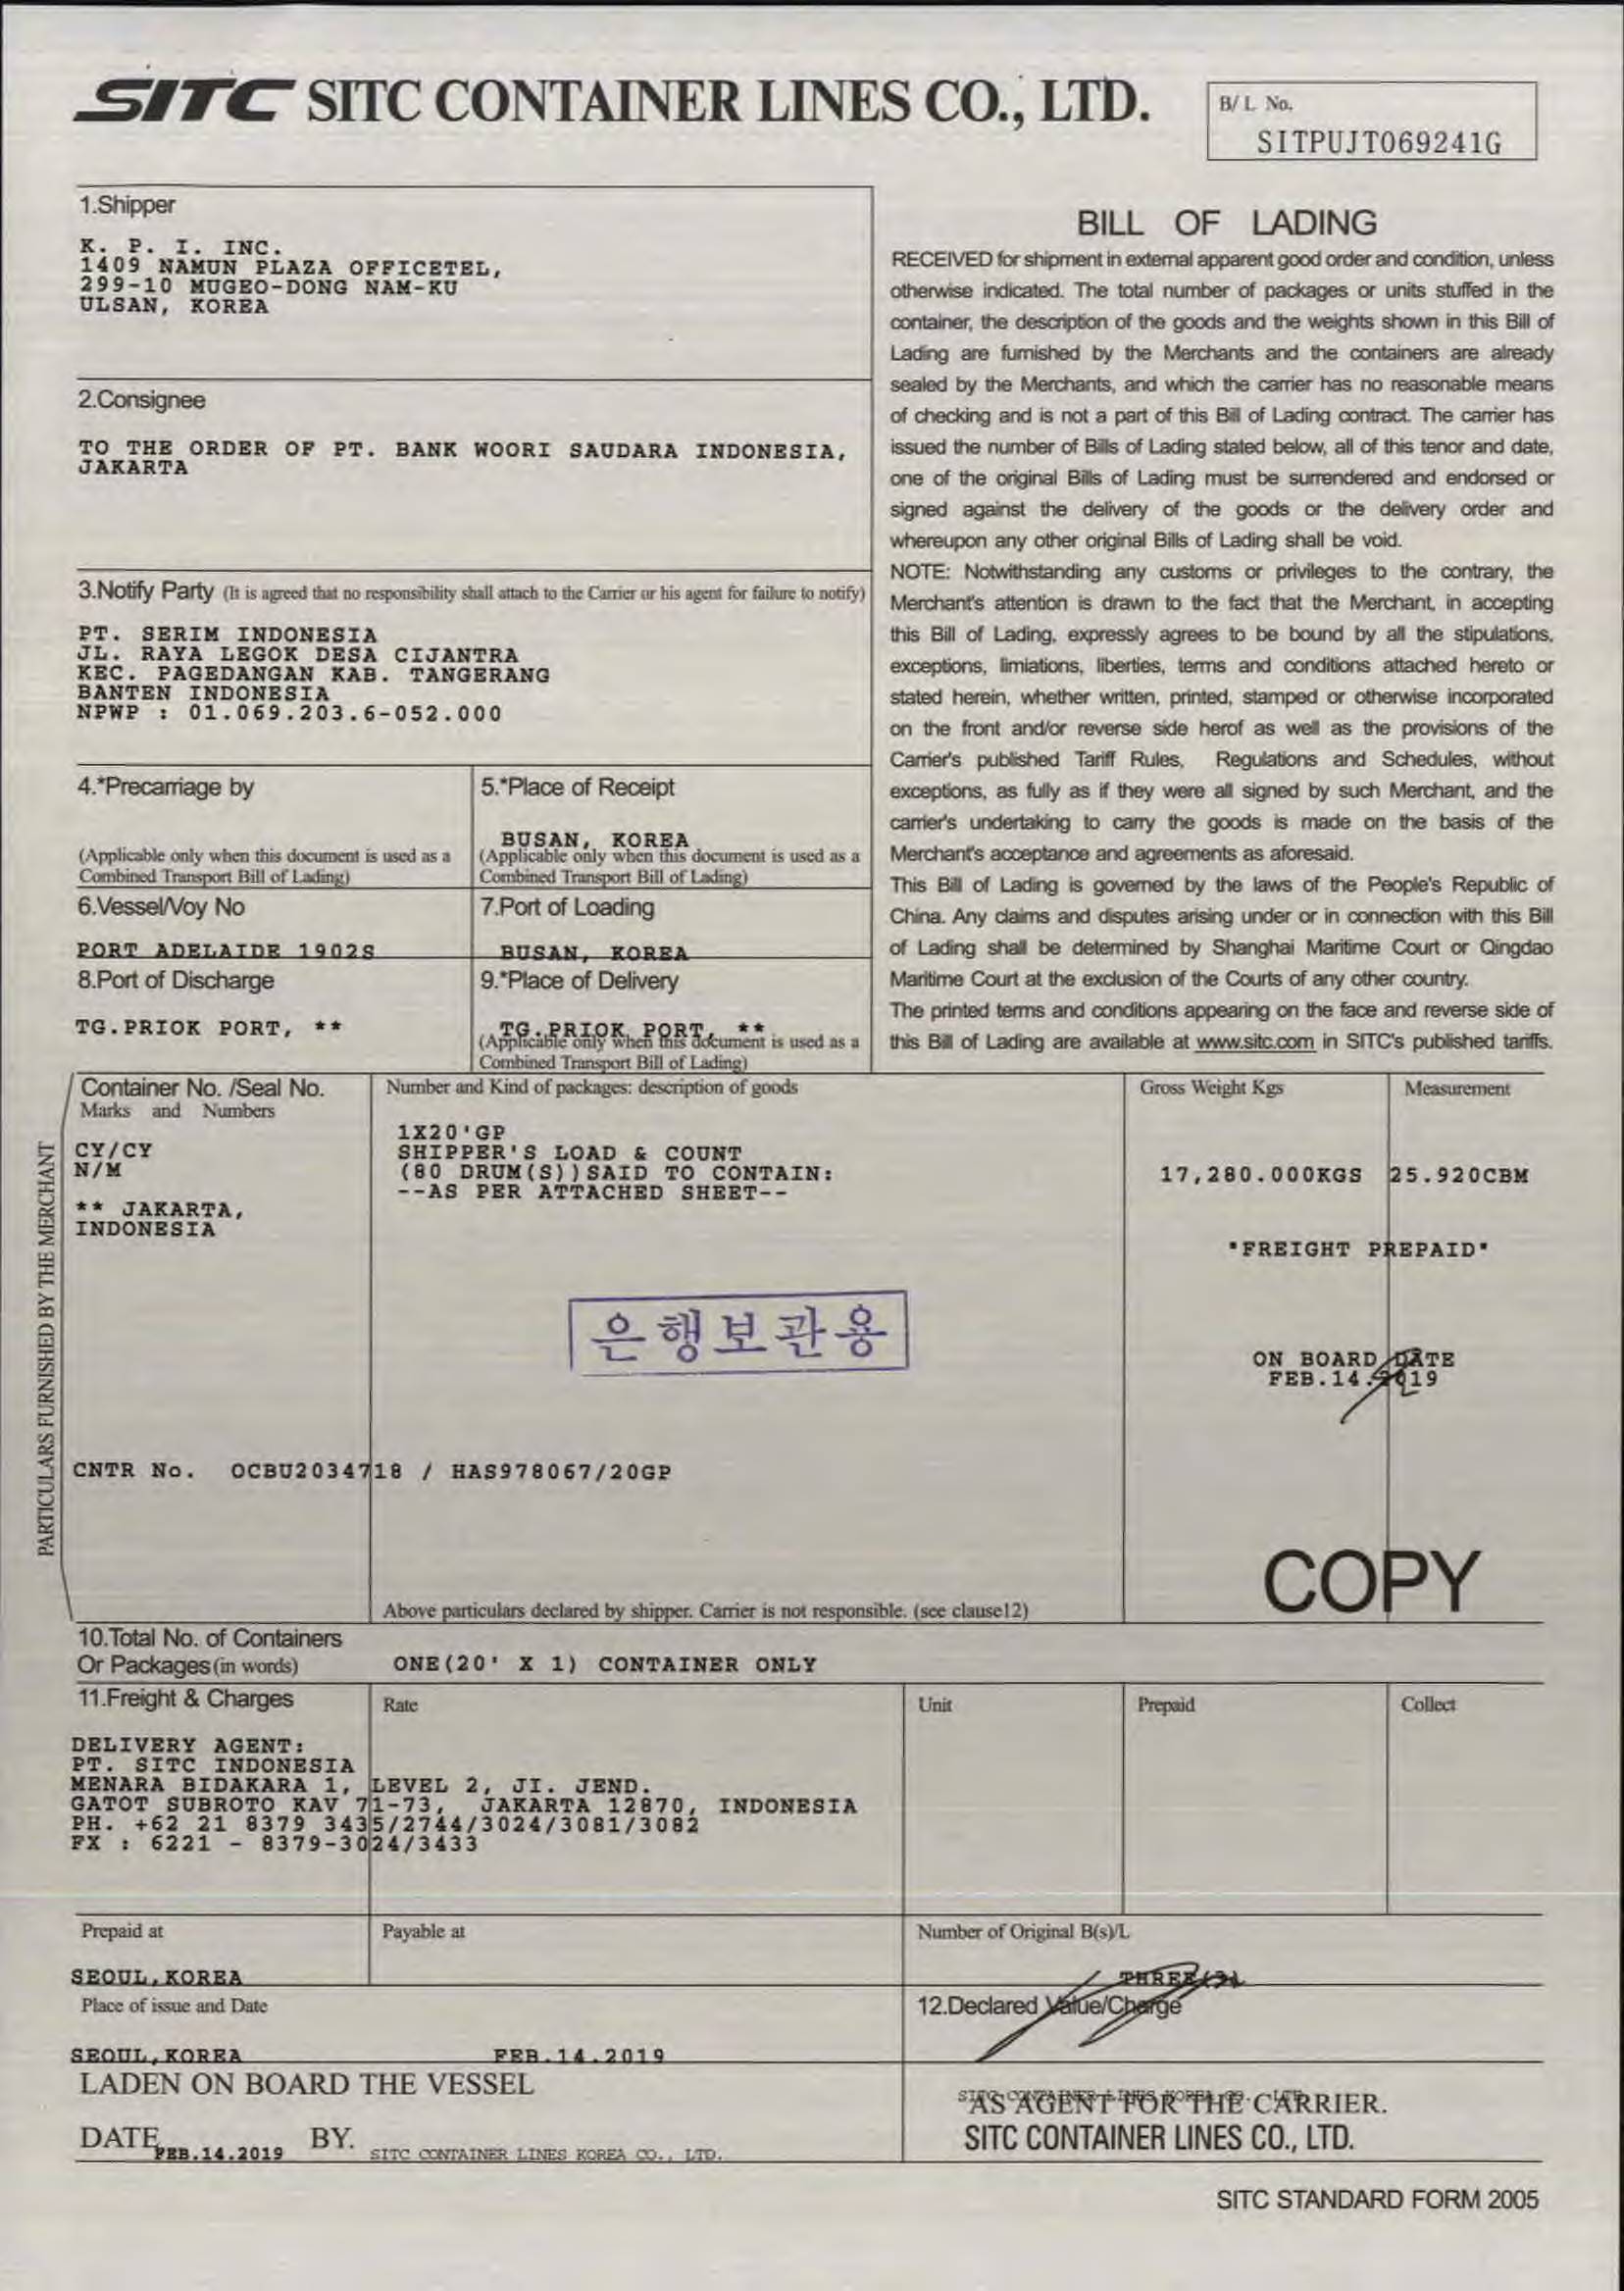 SITC SITC CONTAINER LINES CO., LTD.
B/L No.
SITPUJT069241G
1.Shipper
K. P. I. INC.
1409 NAMUN PLAZA OFFICETEL,
299-10 MUGEO-DONG NAM-KU
ULSAN, KOREA
2.Consignee
TO THE ORDER OF PT. BANK WOORI SAUDARA INDONESIA,
JAKARTA
3.Notify Party (It is agreed that no responsibility shall attach to the Carrier or his agent for failure to notify)
PT. SERIM INDONESIA
JL. RAYA LEGOK DESA CIJANTRA
KEC. PAGEDANGAN KAB. TANGERANG
BANTEN INDONESIA
NPWP : 01.069.203.6-052.000
4.*Precarriage by
(Applicable only when this document is used as a
Combined Transport Bill of Lading)
5.*Place of Receipt
BUSAN, KOREA
(Applicable only when this document is used as a
Combined Transport Bill of Lading)
6.Vessel/Voy No
PORT ADELAIDE 1902S
7.Port of Loading
BUSAN, KOREA
8.Port of Discharge
TG.PRIOK PORT, **
9.*Place of Delivery
TG.PRIOK PORT, **
(Applicable only when this document is used as a
Combined Transport Bill of Lading)
BILL OF LADING
RECEIVED for shipment in external apparent good order and condition, unless
otherwise indicated. The total number of packages or units stuffed in the
container, the description of the goods and the weights shown in this Bill of
Lading are furnished by the Merchants and the containers are already
sealed by the Merchants, and which the carrier has no reasonable means
of checking and is not a part of this Bill of Lading contract. The carrier has
issued the number of Bills of Lading stated below, all of this tenor and date,
one of the original Bills of Lading must be surrendered and endorsed or
signed against the delivery of the goods or the delivery order and
whereupon any other original Bills of Lading shall be void.
NOTE: Notwithstanding any customs or privileges to the contrary, the
Merchant's attention is drawn to the fact that the Merchant, in accepting
this Bill of Lading, expressly agrees to be bound by all the stipulations,
exceptions, limiations, liberties, terms and conditions attached hereto or
stated herein, whether written, printed, stamped or otherwise incorporated
on the front and/or reverse side herof as well as the provisions of the
Carrier's published Tariff Rules, Regulations and Schedules, without
exceptions, as fully as if they were all signed by such Merchant, and the
carrier's undertaking to carry the goods is made on the basis of the
Merchant's acceptance and agreements as aforesaid.
This Bill of Lading is governed by the laws of the People's Republic of
China. Any claims and disputes arising under or in connection with this Bill
of Lading shall be determined by Shanghai Maritime Court or Qingdao
Maritime Court at the exclusion of the Courts of any other country.
The printed terms and conditions appearing on the face and reverse side of
this Bill of Lading are available at www.sitc.com in SITC's published tariffs.
PARTICULARS FURNISHED BY THE MERCHANT
Container No. /Seal No.
Marks and Numbers
Number and Kind of packages: description of goods
Gross Weight Kgs
Measurement
CY/CY
N/M
** JAKARTA,
INDONESIA
1X20'GP
SHIPPER'S LOAD & COUNT
(80 DRUM(S))SAID TO CONTAIN:
--AS PER ATTACHED SHEET--
17,280.000KGS
25.920CBM
"FREIGHT PREPAID"
은행보관용
ON BOARD DATE
FEB.14.2019
CNTR No. OCBU2034718 / HAS978067/20GP
COPY
Above particulars declared by shipper. Carrier is not responsible. (see clause12)
10.Total No. of Containers
Or Packages(in words)
ONE(20' X 1) CONTAINER ONLY
11.Freight & Charges
Rate
Unit
Prepaid
Collect
DELIVERY AGENT:
PT. SITC INDONESIA
MENARA BIDAKARA 1, LEVEL 2, JI. JEND.
GATOT SUBROTO KAV 71-73, JAKARTA 12870, INDONESIA
PH. +62 21 8379 3435/2744/3024/3081/3082
FX : 6221 - 8379-3024/3433
Prepaid at
SEOUL,KOREA
Payable at
Number of Original B(s)/L
THREE(3)
Place of issue and Date
SEOUL,KOREA FEB.14.2019
12.Declared Value/Charge
LADEN ON BOARD THE VESSEL
DATE FEB.14.2019 BY. SITC CONTAINER LINES KOREA CO., LTD.
SITC CONTAINER LINES KOREA CO., LTD.
AS AGENT FOR THE CARRIER.
SITC CONTAINER LINES CO., LTD.
SITC STANDARD FORM 2005